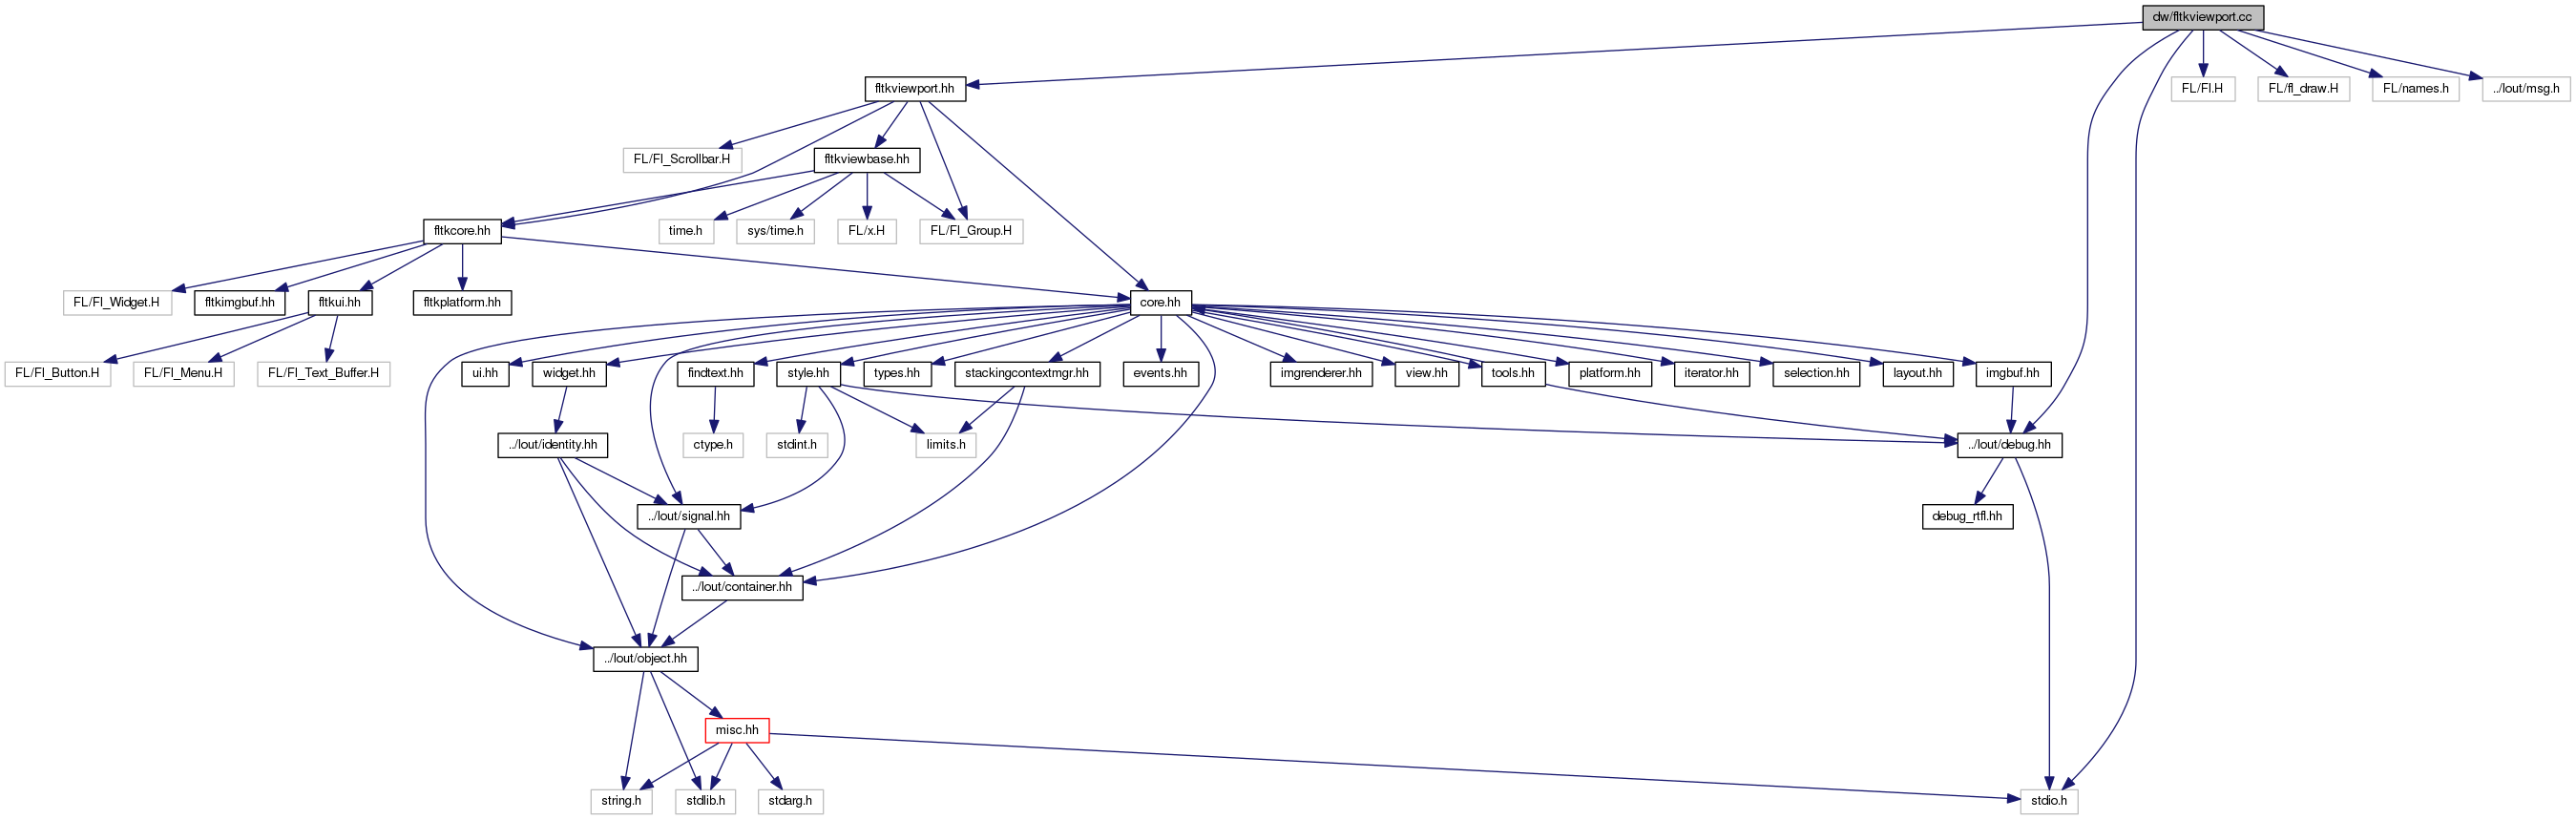 dw/fltkviewport.cc
fltkviewport.hh
FL/Fl.H
FL/fl_draw.H
FL/names.h
../lout/msg.h
FL/Fl_Scrollbar.H
fltkviewbase.hh
fltkcore.hh
time.h
sys/time.h
FL/x.H
FL/Fl_Group.H
FL/Fl_Widget.H
fltkimgbuf.hh
fltkui.hh
fltkplatform.hh
core.hh
FL/Fl_Button.H
FL/Fl_Menu.H
FL/Fl_Text_Buffer.H
ui.hh
widget.hh
findtext.hh
style.hh
types.hh
stackingcontextmgr.hh
events.hh
imgrenderer.hh
view.hh
tools.hh
platform.hh
iterator.hh
selection.hh
layout.hh
imgbuf.hh
../lout/identity.hh
ctype.h
stdint.h
limits.h
../lout/debug.hh
../lout/signal.hh
debug_rtfl.hh
../lout/container.hh
../lout/object.hh
misc.hh
string.h
stdlib.h
stdarg.h
stdio.h